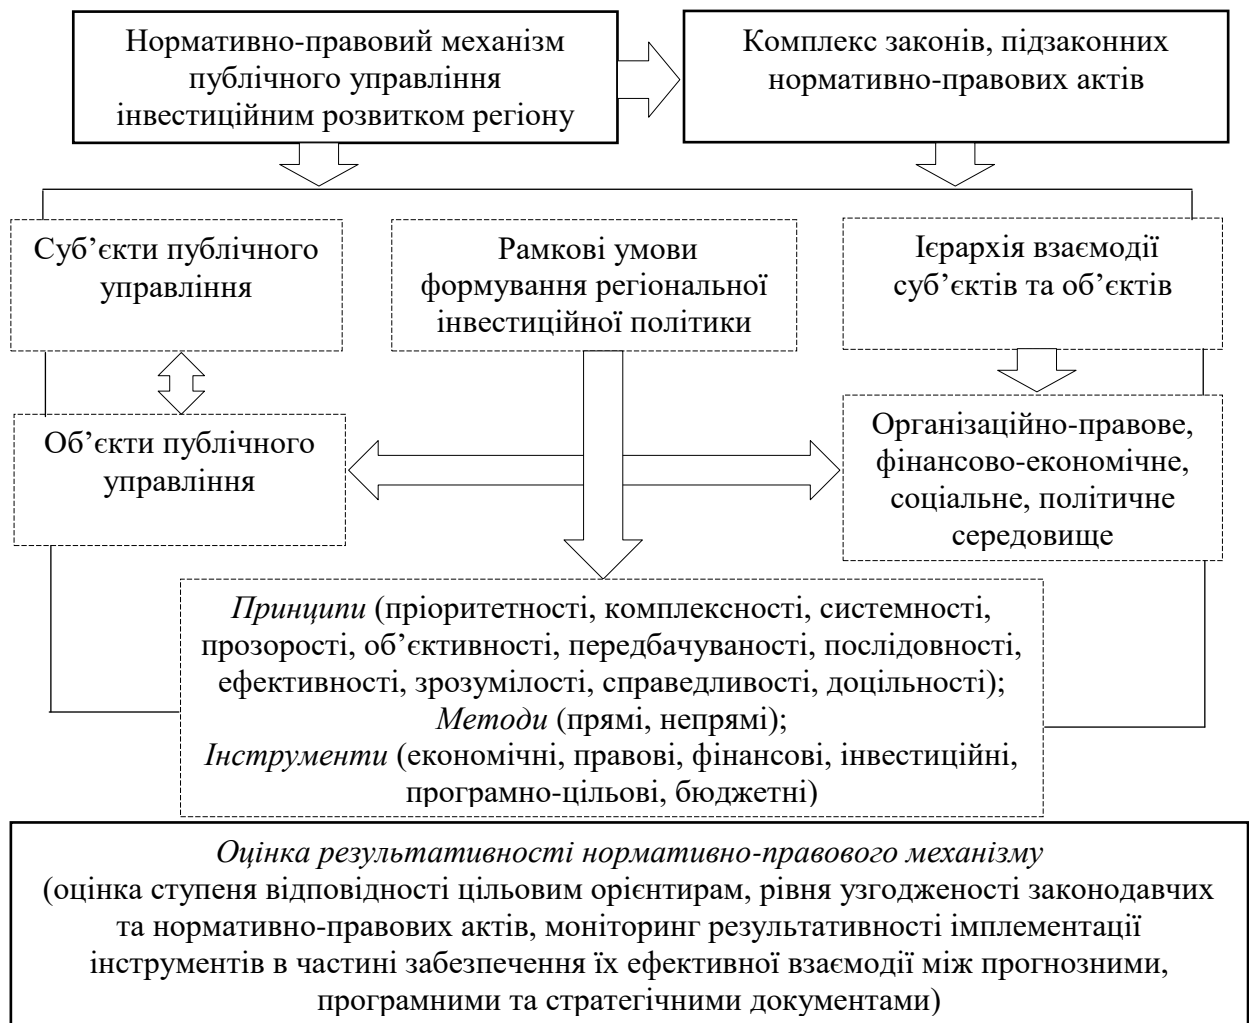 Нормативно-правовий механізм
публічного управління
інвестиційним розвитком регіону
Комплекс законів, підзаконних
нормативно-правових актів
Суб’єкти публічного
управління
Рамкові умови
формування регіональної
інвестиційної політики
Ієрархія взаємодії
суб’єктів та об’єктів
Об’єкти публічного
управління
Організаційно-правове,
фінансово-економічне,
соціальне, політичне
середовище
Принципи (пріоритетності, комплексності, системності,
прозорості, об’єктивності, передбачуваності, послідовності,
ефективності, зрозумілості, справедливості, доцільності);
Методи (прямі, непрямі);
Інструменти (економічні, правові, фінансові, інвестиційні,
програмно-цільові, бюджетні)
Оцінка результативності нормативно-правового механізму
(оцінка ступеня відповідності цільовим орієнтирам, рівня узгодженості законодавчих
та нормативно-правових актів, моніторинг результативності імплементації
інструментів в частині забезпечення їх ефективної взаємодії між прогнозними,
програмними та стратегічними документами)